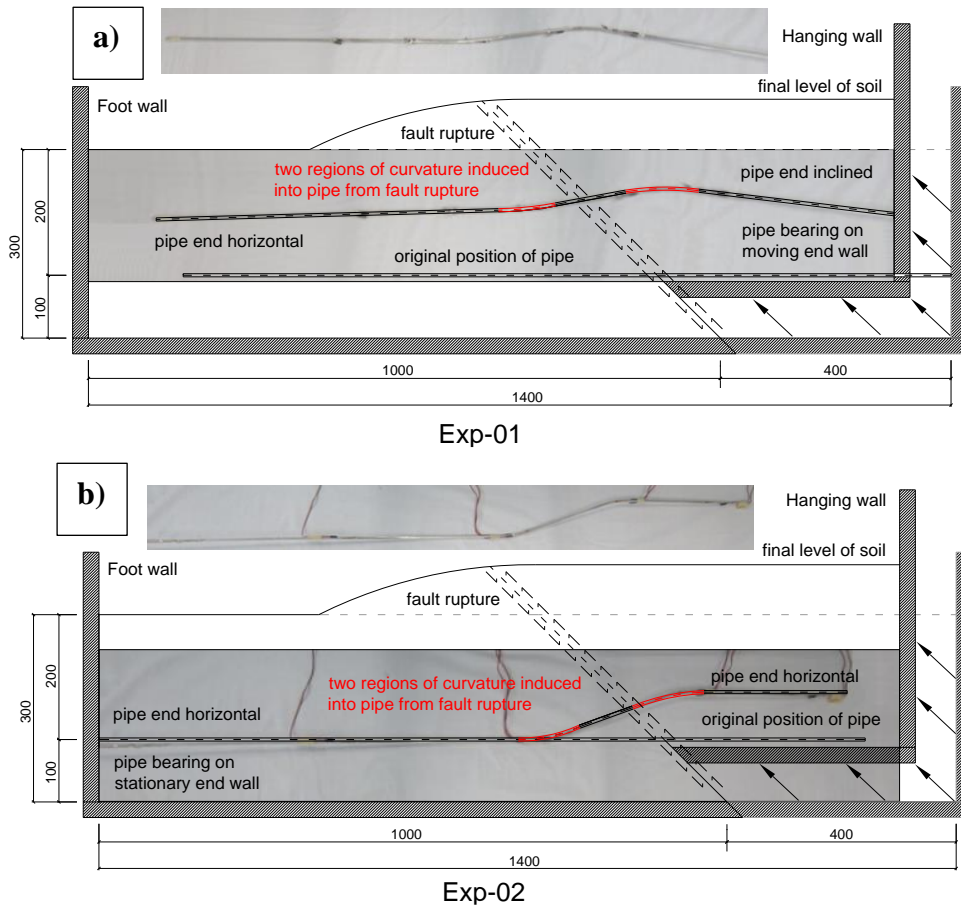 a)
Hanging wall
Foot wall
final level of soil
fault rupture
two regions of curvature induced
into pipe from fault rupture
pipe end inclined
pipe end horizontal
original position of pipe
pipe bearing on
moving end wall
300
200
100
1000
400
1400
Exp-01
b)
Hanging wall
Foot wall
final level of soil
fault rupture
two regions of curvature induced
into pipe from fault rupture
pipe end horizontal
pipe end horizontal
original position of pipe
pipe bearing on
stationary end wall
300
200
100
1000
400
1400
Exp-02